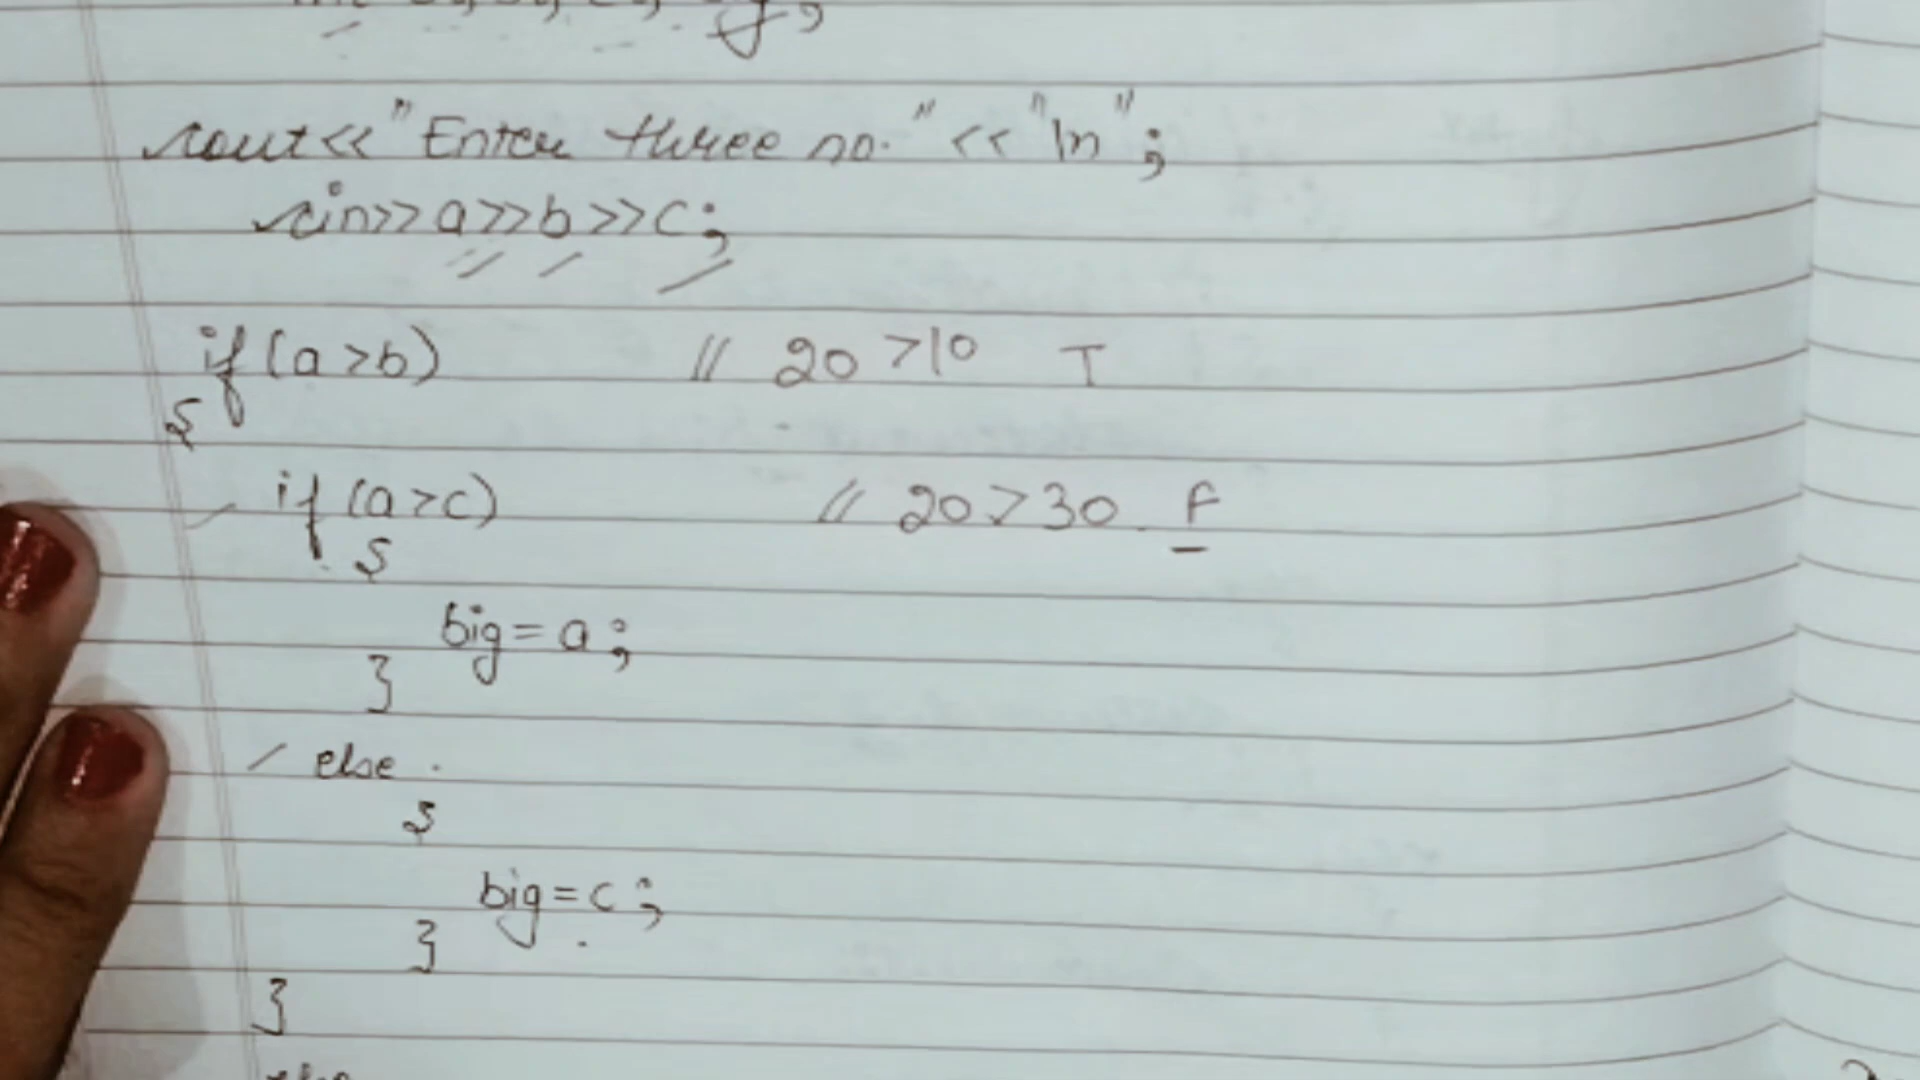 cout<<"Enter three no."<<"\n";
cin>>a>>b>>c;
if(a>b) // 20>10 T
{
if(a>c) // 20>30 F
{
big=a;
}
else
{
big=c;
}
}